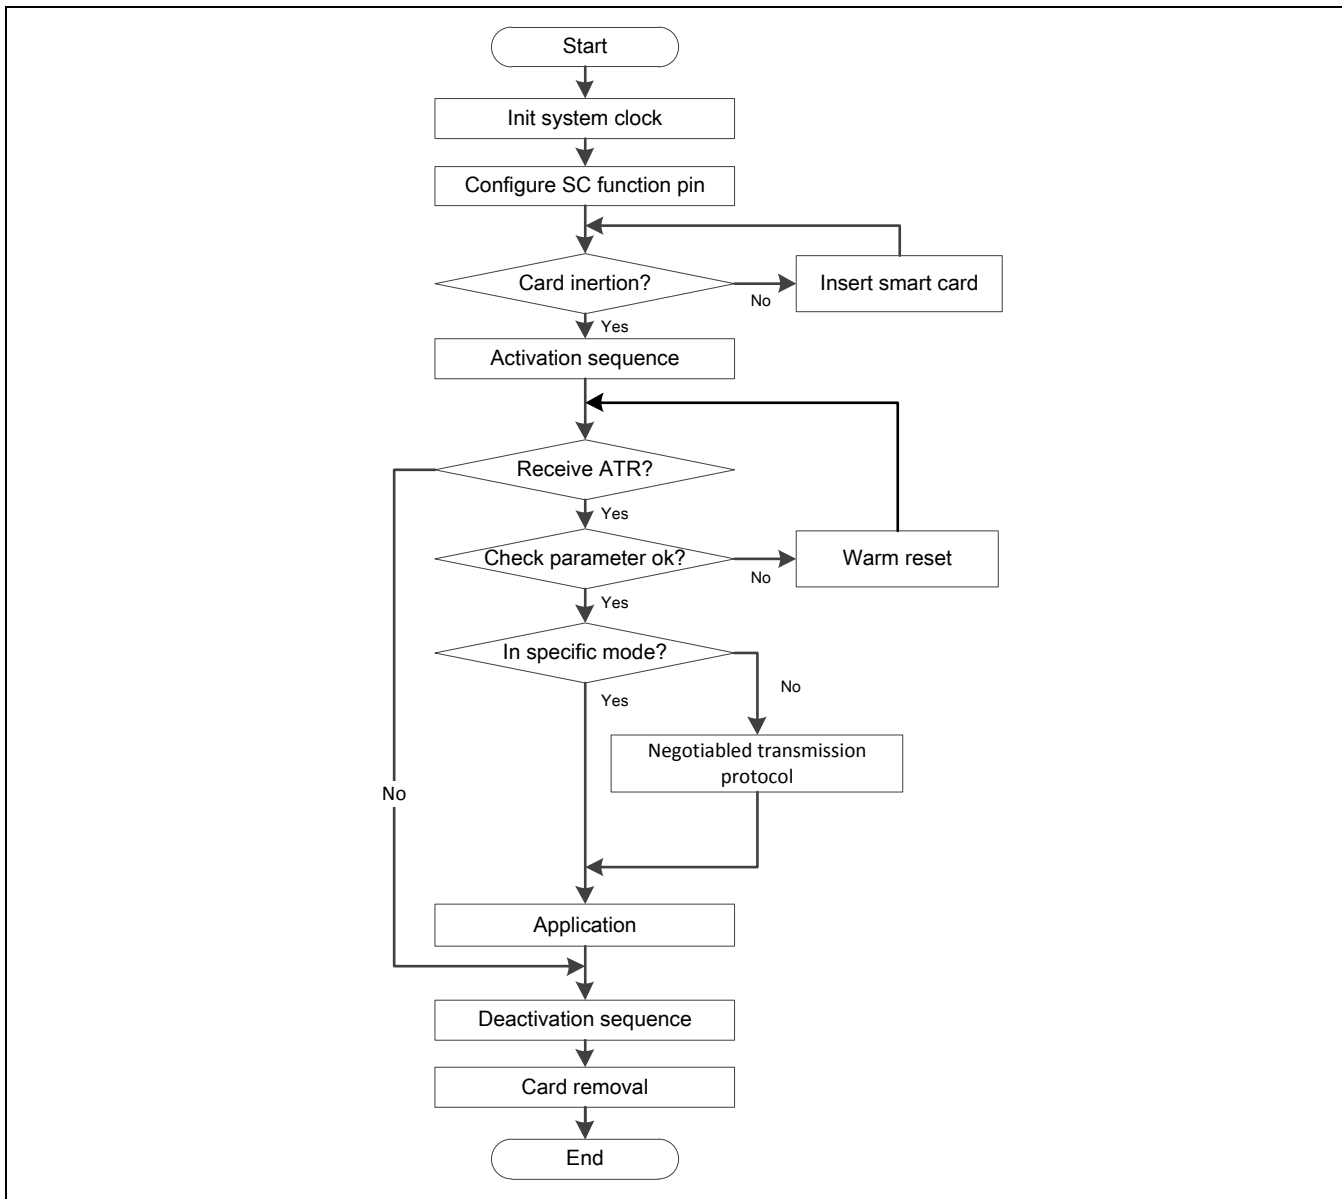 Start
Init system clock
Configure SC function pin
Card inertion?
No
Insert smart card
Yes
Activation sequence
Receive ATR?
Yes
Check parameter ok?
No
Warm reset
Yes
In specific mode?
No
Yes
Negotiabled transmission
protocol
No
Application
Deactivation sequence
Card removal
End